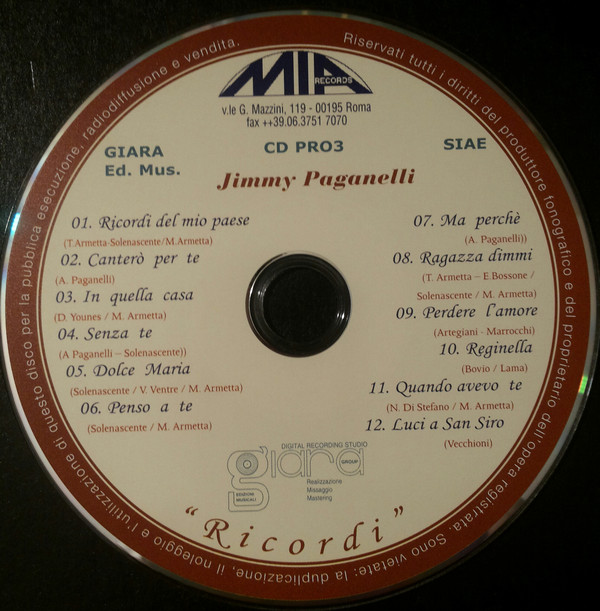 MIA
RECORDS
v.le G. Mazzini, 119 - 00195 Roma
fax ++39.06.3751 7070
GIARA
Ed. Mus.
CD PRO3
SIAE
Jimmy Paganelli
01. Ricordi del mio paese
(T.Armetta-Solenascente/M.Armetta)
02. Canterò per te
(A. Paganelli)
03. In quella casa
(D. Younes / M. Armetta)
04. Senza te
(A Paganelli – Solenascente))
05. Dolce Maria
(Solenascente / V. Ventre / M. Armetta)
06. Penso a te
(Solenascente / M. Armetta)
07. Ma perchè
(A. Paganelli))
08. Ragazza dimmi
(T. Armetta – E.Bossone /
Solenascente / M. Armetta)
09. Perdere l'amore
(Artegiani - Marrocchi)
10. Reginella
(Bovio / Lama)
11. Quando avevo te
(N. Di Stefano / M. Armetta)
12. Luci a San Siro
(Vecchioni)
DIGITAL RECORDING STUDIO
giara
GROUP
EDIZIONI
MUSICALI
Realizzazione
Missaggio
Mastering
"Ricordi"
Riservati tutti i diritti del produttore fonografico e del proprietario dell'opera registrata. Sono vietate: la duplicazione, il noleggio e l'utilizzazione di questo disco per la pubblica esecuzione, radiodiffusione e vendita.